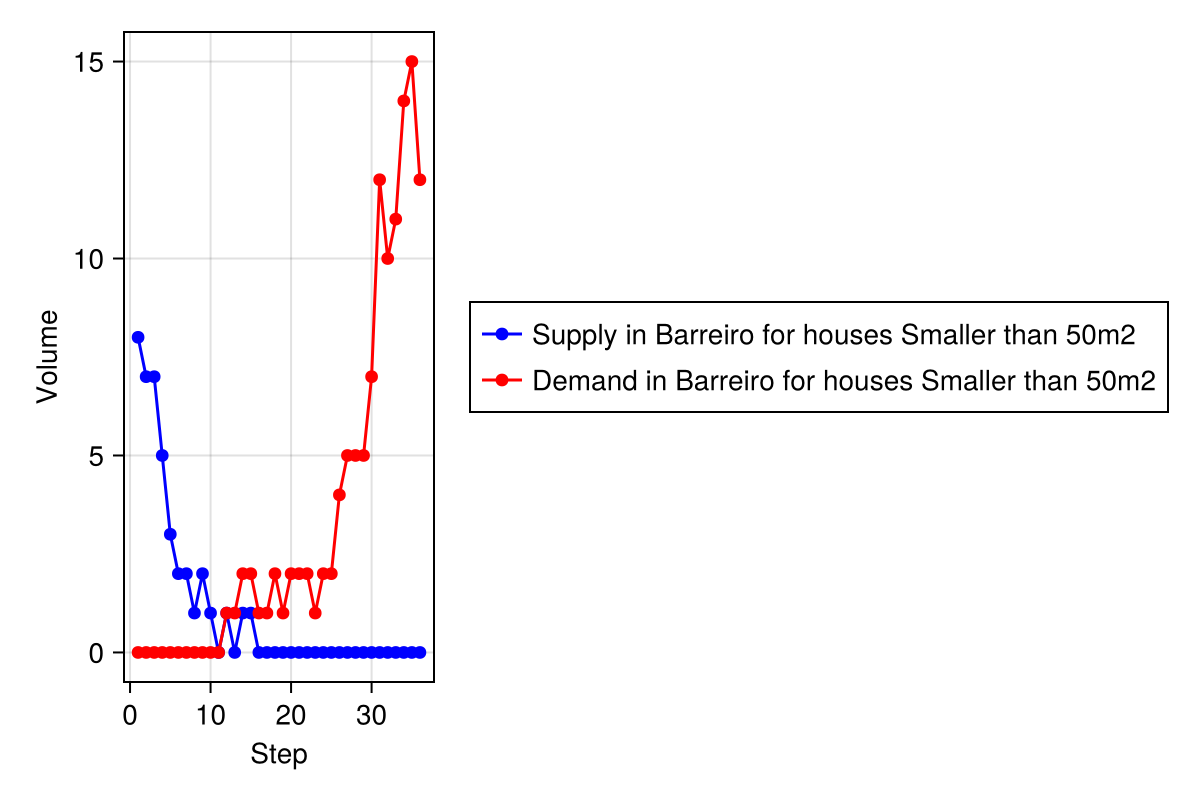 15
10
5
0
Volume
0 10 20 30
Step
Supply in Barreiro for houses Smaller than 50m2
Demand in Barreiro for houses Smaller than 50m2